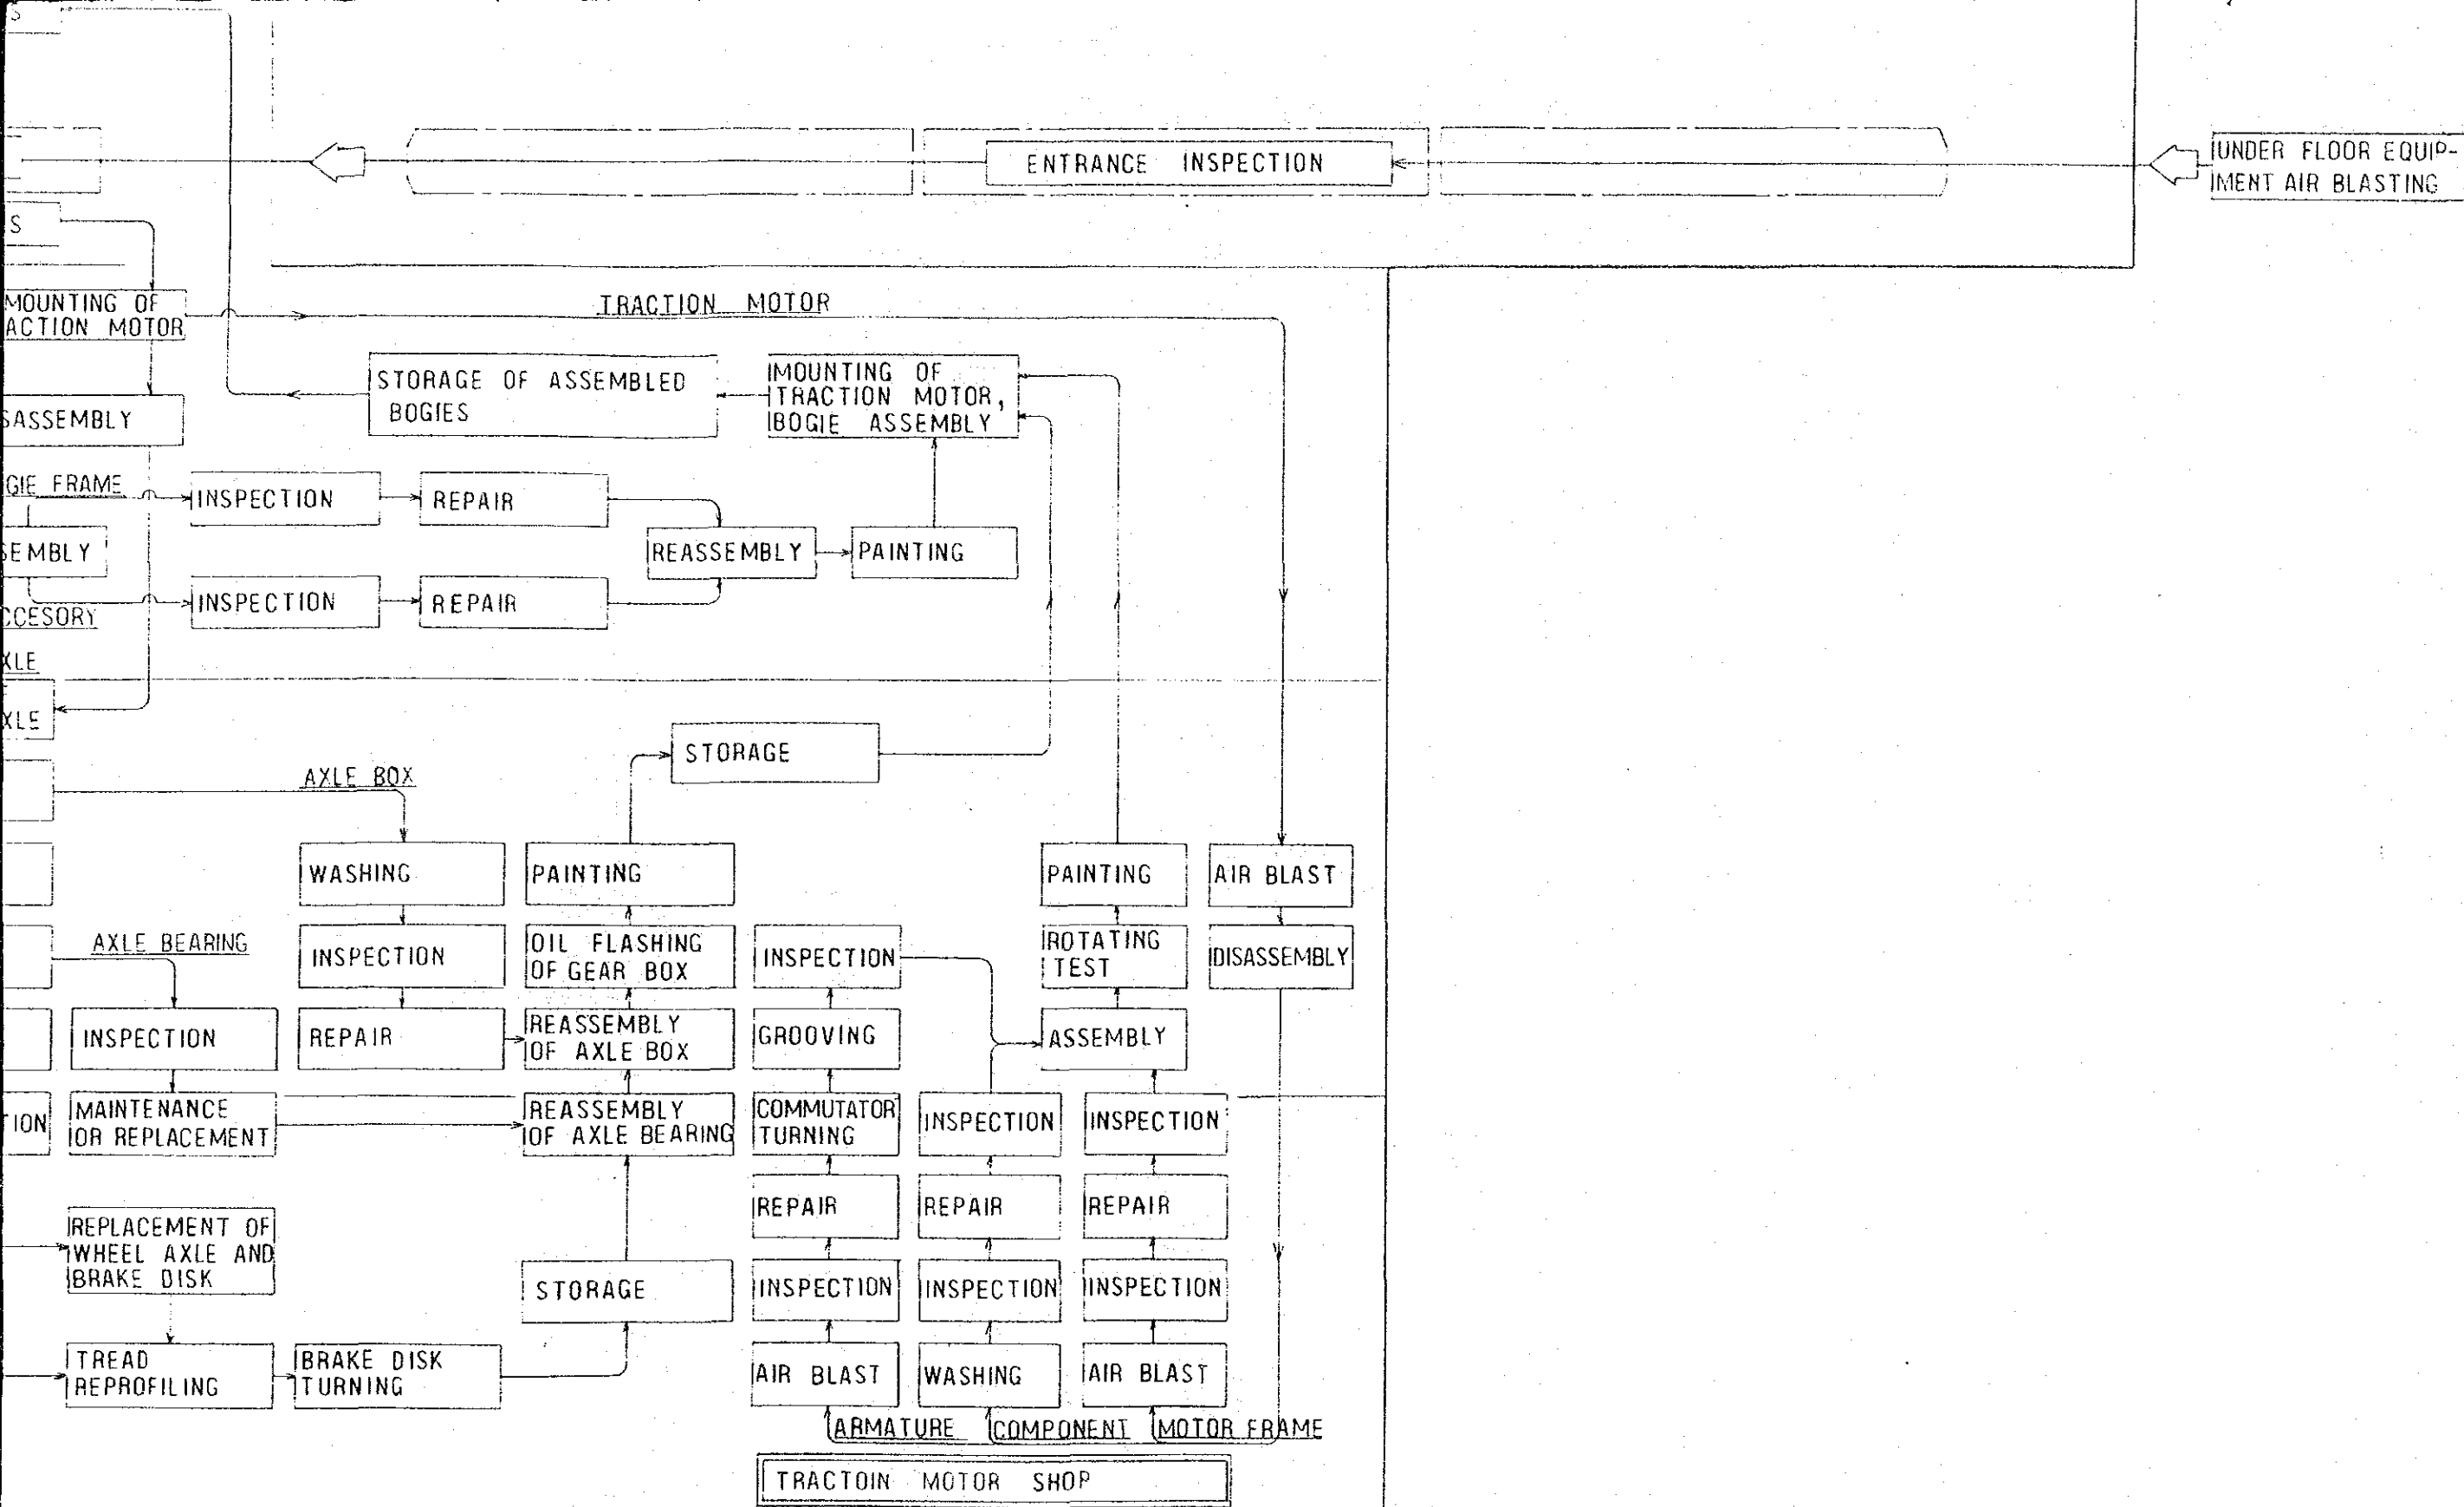 S
ENTRANCE INSPECTION
UNDER FLOOR EQUIP-
MENT AIR BLASTING
S
MOUNTING OF
ACTION MOTOR
TRACTION MOTOR
STORAGE OF ASSEMBLED
BOGIES
MOUNTING OF
TRACTION MOTOR,
BOGIE ASSEMBLY
SASSEMBLY
GIE FRAME
INSPECTION
REPAIR
SEMBLY
REASSEMBLY
PAINTING
INSPECTION
REPAIR
CCESORY
XLE
XLE
STORAGE
AXLE BOX
WASHING
PAINTING
PAINTING
AIR BLAST
AXLE BEARING
INSPECTION
OIL FLASHING
OF GEAR BOX
INSPECTION
ROTATING
TEST
DISASSEMBLY
INSPECTION
REPAIR
REASSEMBLY
OF AXLE BOX
GROOVING
ASSEMBLY
TION
MAINTENANCE
OR REPLACEMENT
REASSEMBLY
OF AXLE BEARING
COMMUTATOR
TURNING
INSPECTION
INSPECTION
REPAIR
REPAIR
REPAIR
REPLACEMENT OF
WHEEL AXLE AND
BRAKE DISK
STORAGE
INSPECTION
INSPECTION
INSPECTION
TREAD
REPROFILING
BRAKE DISK
TURNING
AIR BLAST
WASHING
AIR BLAST
ARMATURE
COMPONENT
MOTOR FRAME
TRACTOIN MOTOR SHOP